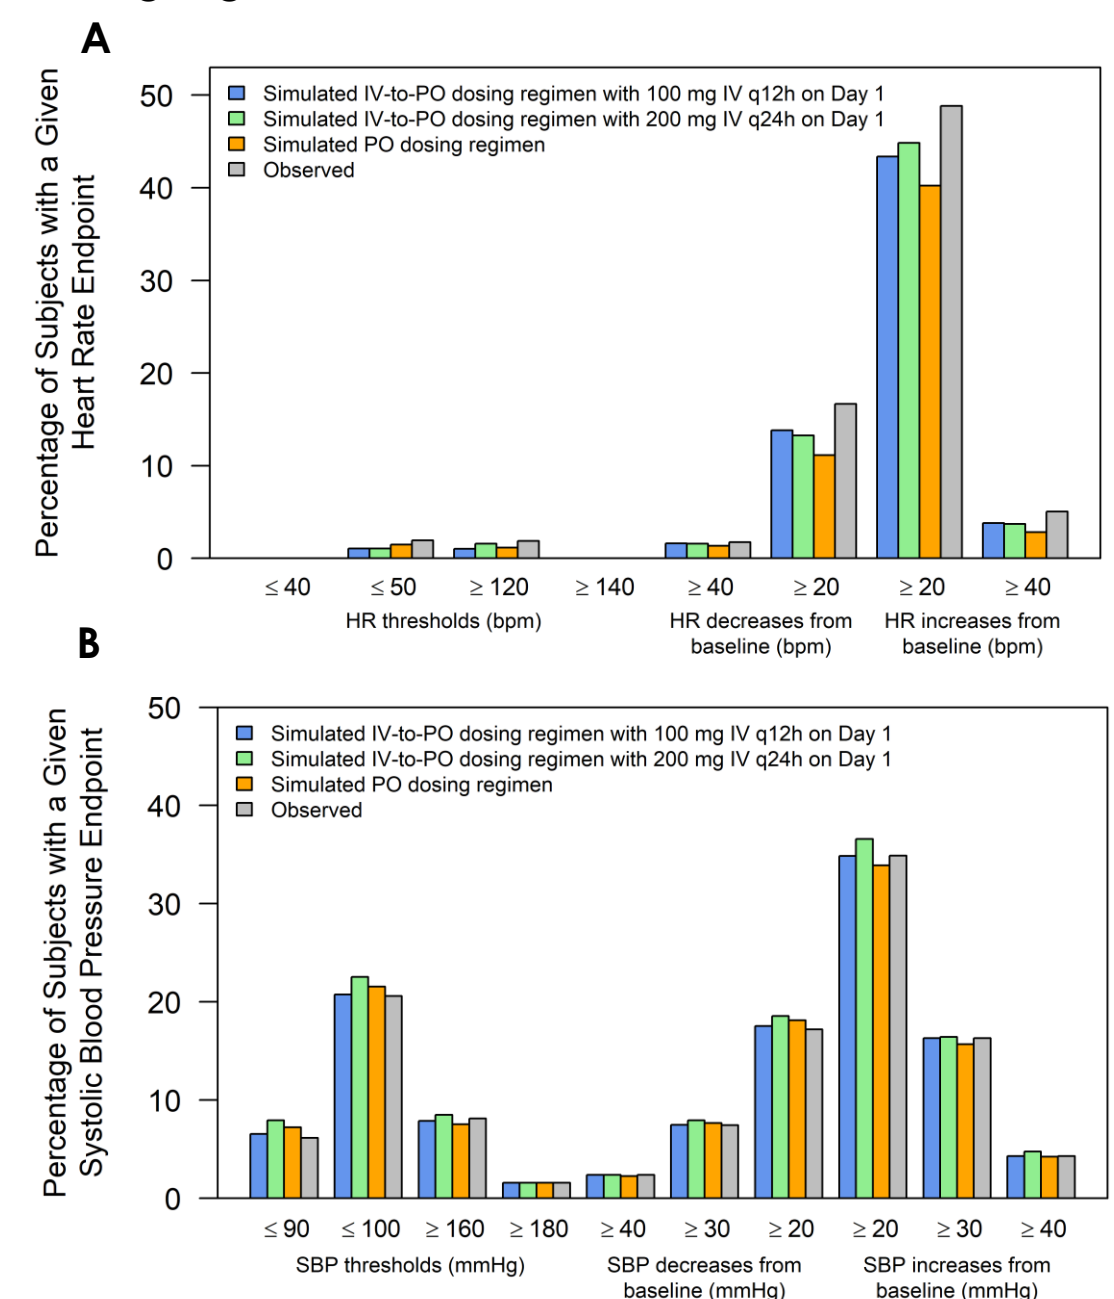 A
Percentage of Subjects with a Given
Heart Rate Endpoint
50
40
30
20
10
0
Simulated IV-to-PO dosing regimen with 100 mg IV q12h on Day 1
Simulated IV-to-PO dosing regimen with 200 mg IV q24h on Day 1
Simulated PO dosing regimen
Observed
≤ 40 ≤ 50 ≥ 120 ≥ 140 ≥ 40 ≥ 20 ≥ 20 ≥ 40
HR thresholds (bpm) HR decreases from HR increases from
baseline (bpm) baseline (bpm)
B
Percentage of Subjects with a Given
Systolic Blood Pressure Endpoint
50
40
30
20
10
0
Simulated IV-to-PO dosing regimen with 100 mg IV q12h on Day 1
Simulated IV-to-PO dosing regimen with 200 mg IV q24h on Day 1
Simulated PO dosing regimen
Observed
≤ 90 ≤ 100 ≥ 160 ≥ 180 ≥ 40 ≥ 30 ≥ 20 ≥ 20 ≥ 30 ≥ 40
SBP thresholds (mmHg) SBP decreases from SBP increases from
baseline (mmHg) baseline (mmHg)